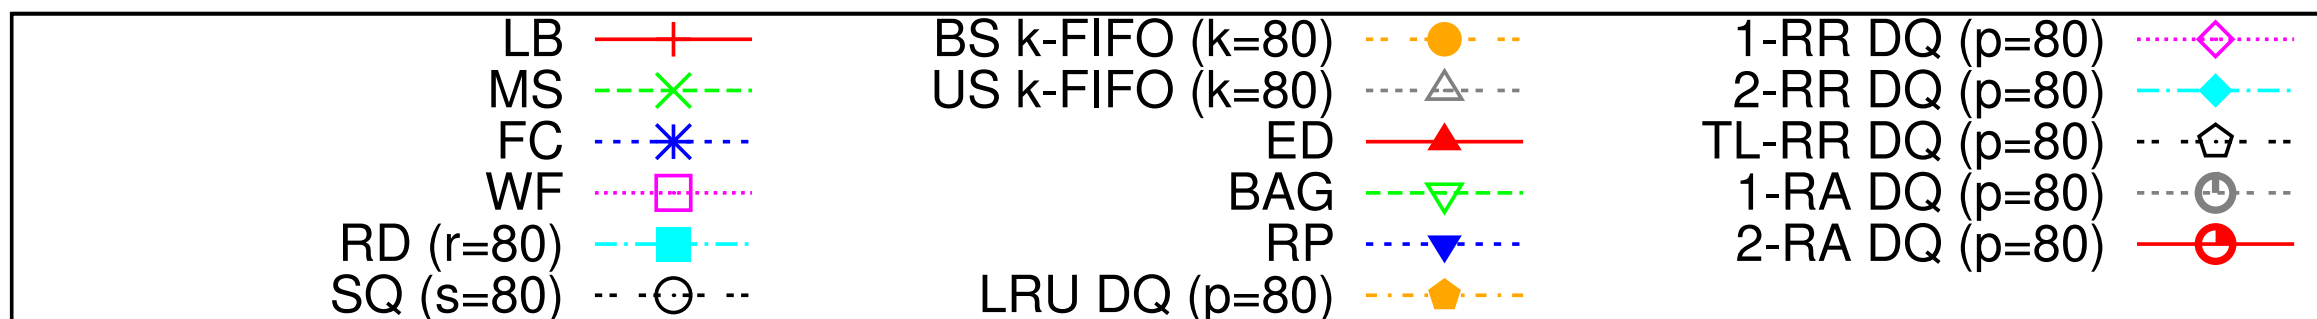 LB
MS
FC
WF
RD (r=80)
SQ (s=80)
BS k-FIFO (k=80)
US k-FIFO (k=80)
ED
BAG
RP
LRU DQ (p=80)
1-RR DQ (p=80)
2-RR DQ (p=80)
TL-RR DQ (p=80)
1-RA DQ (p=80)
2-RA DQ (p=80)